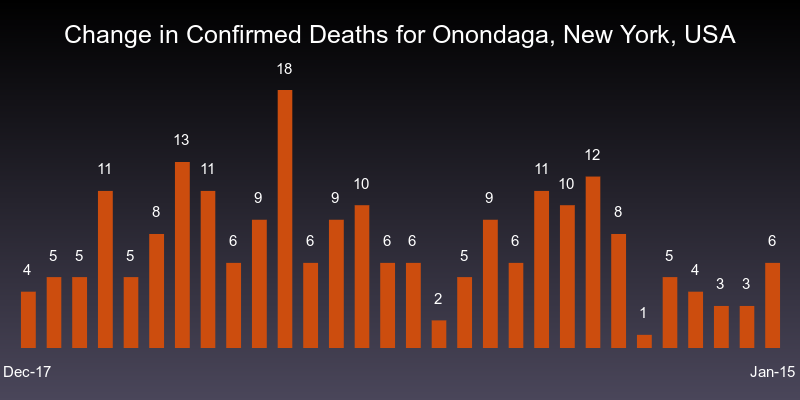 Change in Confirmed Deaths for Onondaga, New York, USA
4 5 5 11 5 8 13 11 6 9 18 6 9 10 6 6 2 5 9 6 11 10 12 8 1 5 4 3 3 6
Dec-17 Jan-15